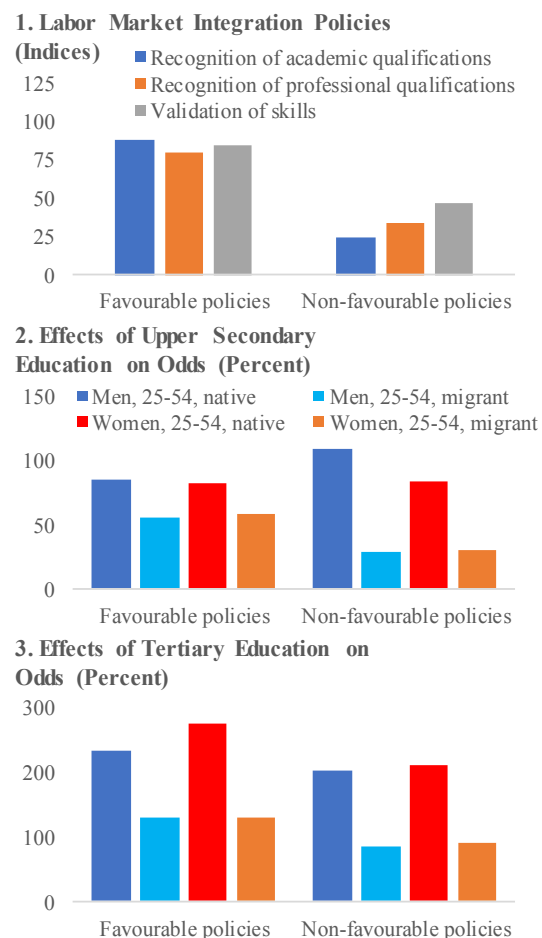 1. Labor Market Integration Policies
(Indices)
Recognition of academic qualifications
Recognition of professional qualifications
Validation of skills
125
100
75
50
25
0
Favourable policies
Non-favourable policies
2. Effects of Upper Secondary
Education on Odds (Percent)
Men, 25-54, native
Men, 25-54, migrant
Women, 25-54, native
Women, 25-54, migrant
150
100
50
0
Favourable policies
Non-favourable policies
3. Effects of Tertiary Education on
Odds (Percent)
300
200
100
0
Favourable policies
Non-favourable policies